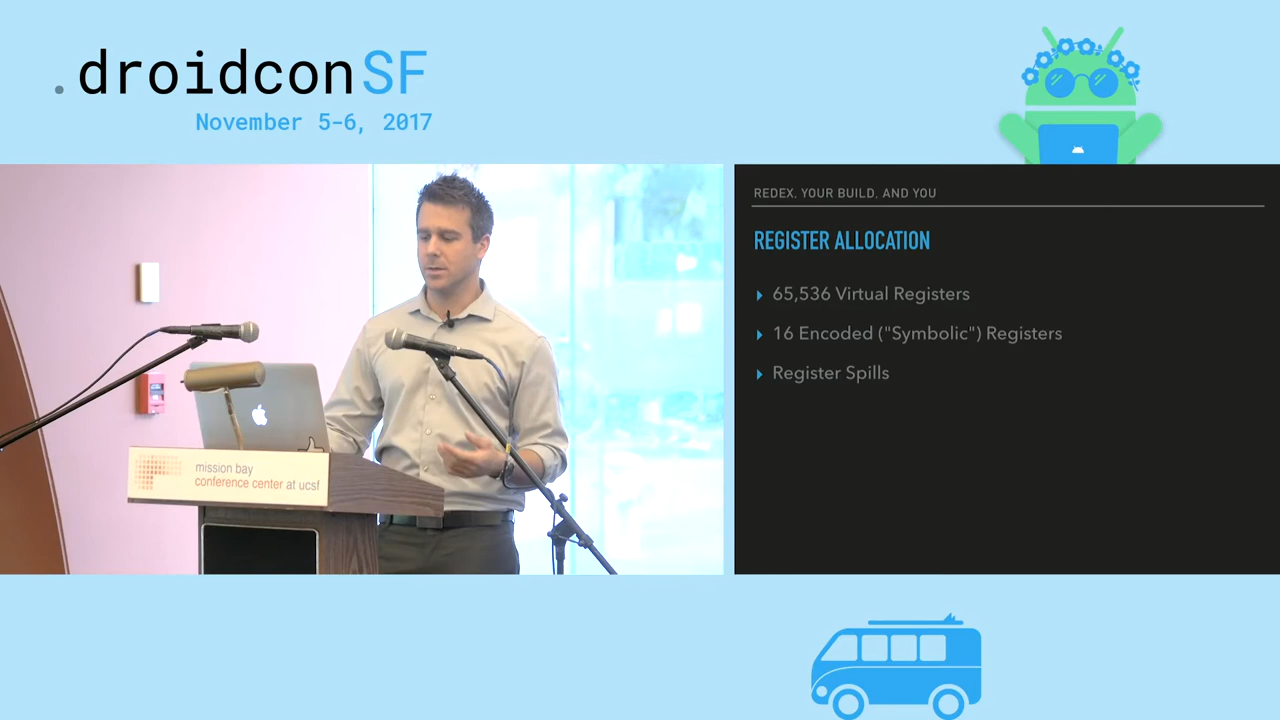 .droidconSF
November 5-6, 2017
REDEX, YOUR BUILD, AND YOU
REGISTER ALLOCATION
65,536 Virtual Registers
16 Encoded ("Symbolic") Registers
Register Spills
mission bay
conference center at ucsf